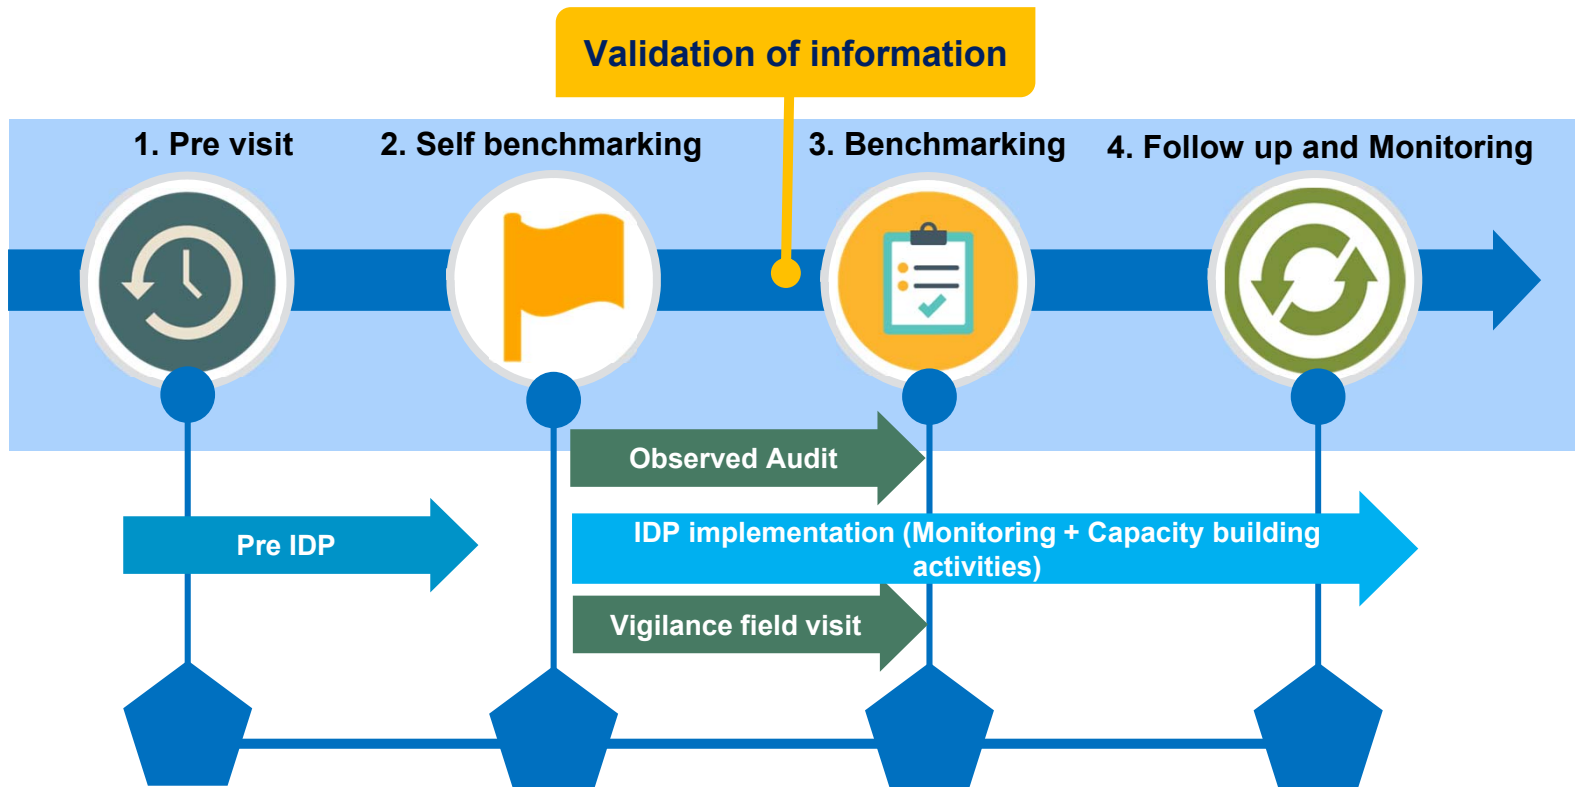 Validation of information
1. Pre visit
2. Self benchmarking
3. Benchmarking
4. Follow up and Monitoring
Observed Audit
Pre IDP
IDP implementation (Monitoring + Capacity building
activities)
Vigilance field visit